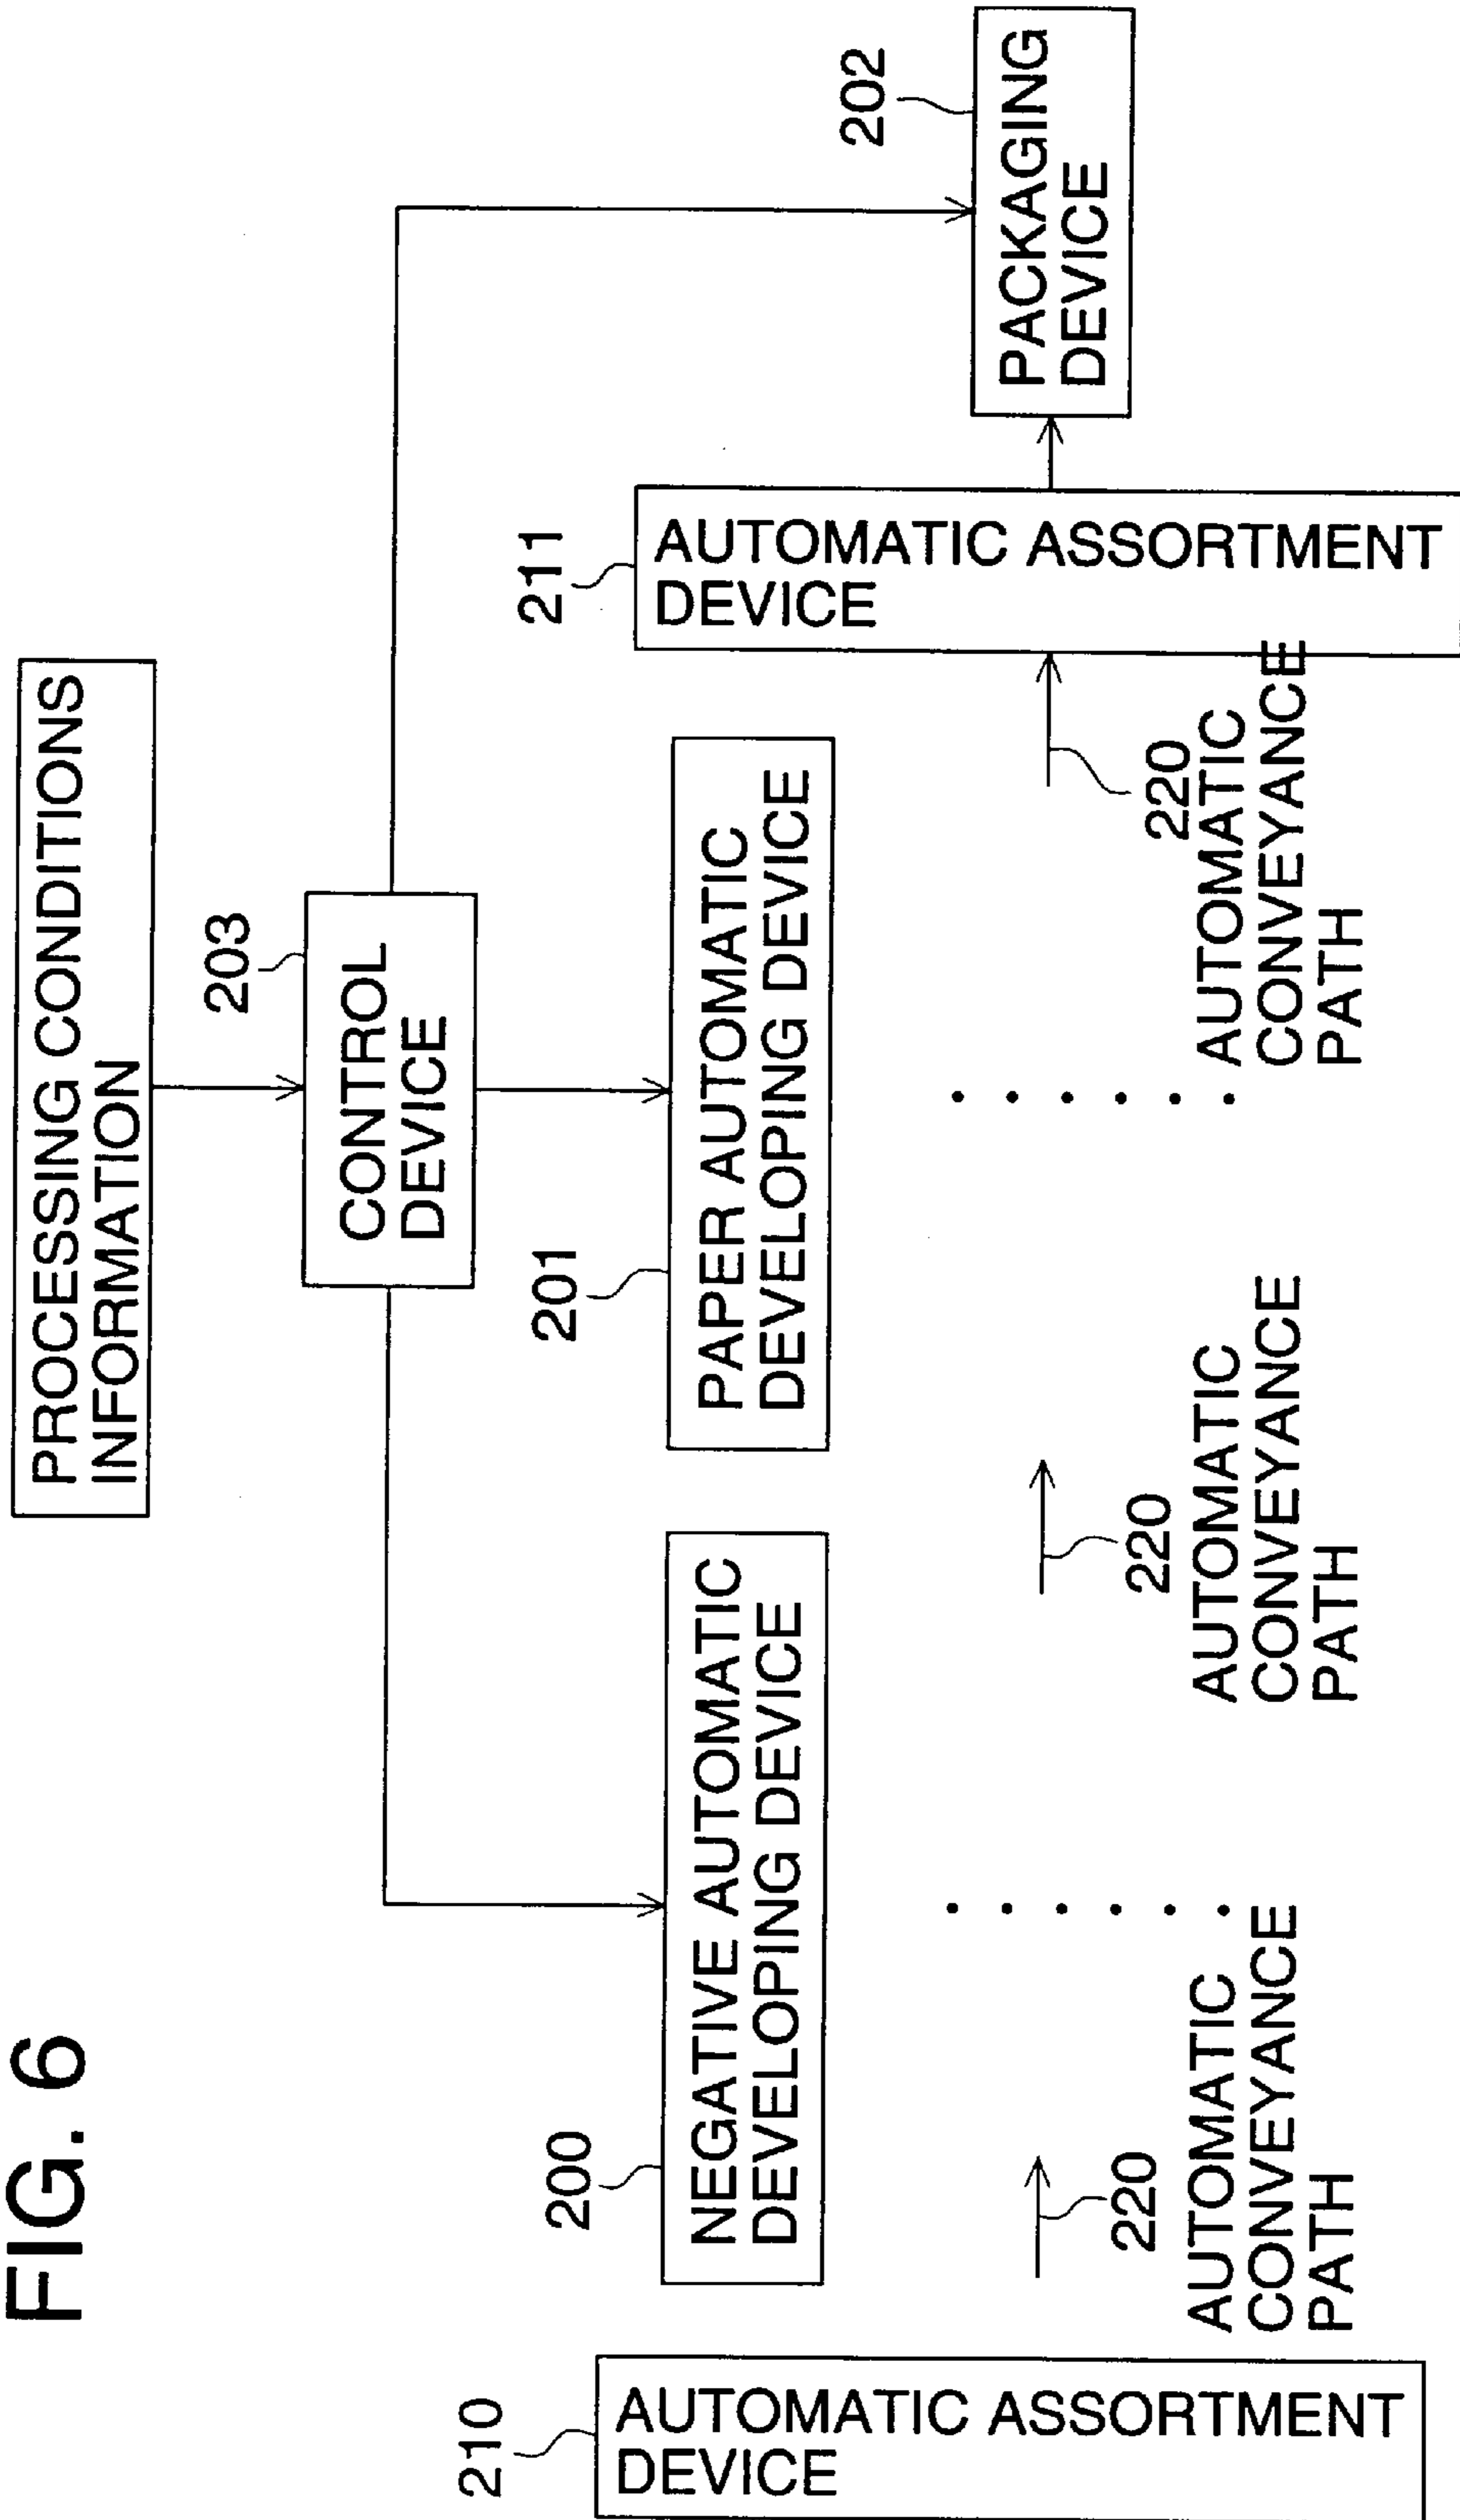 FIG. 6
PROCESSING CONDITIONS
INFORMATION
203
CONTROL
DEVICE
202
PACKAGING
DEVICE
210
AUTOMATIC ASSORTMENT
DEVICE
200
NEGATIVE AUTOMATIC
DEVELOPING DEVICE
201
PAPER AUTOMATIC
DEVELOPING DEVICE
211
AUTOMATIC ASSORTMENT
DEVICE
220
AUTOMATIC
CONVEYANCE
PATH
220
AUTOMATIC
CONVEYANCE
PATH
220
AUTOMATIC
CONVEYANCE
PATH